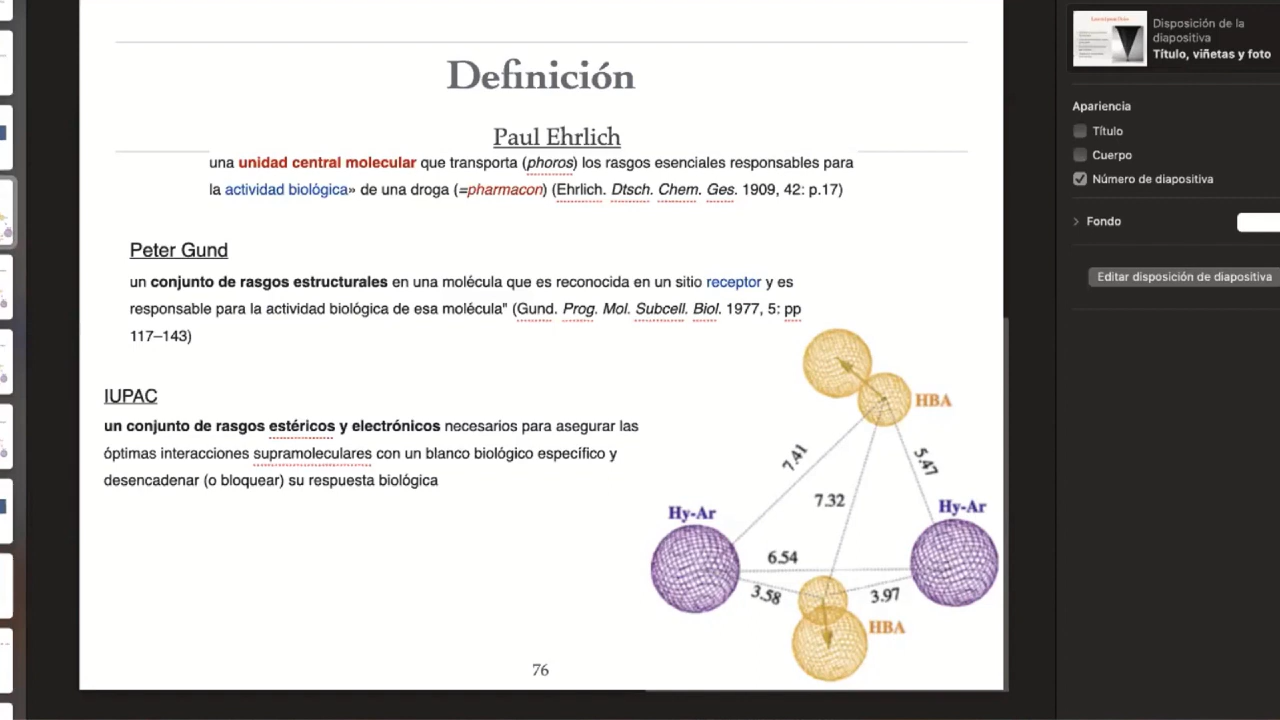 Definición
Paul Ehrlich
una unidad central molecular que transporta (phoros) los rasgos esenciales responsables para
la actividad biológica» de una droga (=pharmacon) (Ehrlich. Dtsch. Chem. Ges. 1909, 42: p.17)
Peter Gund
un conjunto de rasgos estructurales en una molécula que es reconocida en un sitio receptor y es
responsable para la actividad biológica de esa molécula" (Gund. Prog. Mol. Subcell. Biol. 1977, 5: pp
117–143)
IUPAC
un conjunto de rasgos estéricos y electrónicos necesarios para asegurar las
óptimas interacciones supramoleculares con un blanco biológico específico y
desencadenar (o bloquear) su respuesta biológica
HBA
7.41
5.47
7.32
Hy-Ar
Hy-Ar
6.54
3.58
3.97
HBA
76
Disposición de la
diapositiva
Título, viñetas y foto
Apariencia
Título
Cuerpo
Número de diapositiva
Fondo
Editar disposición de diapositiva